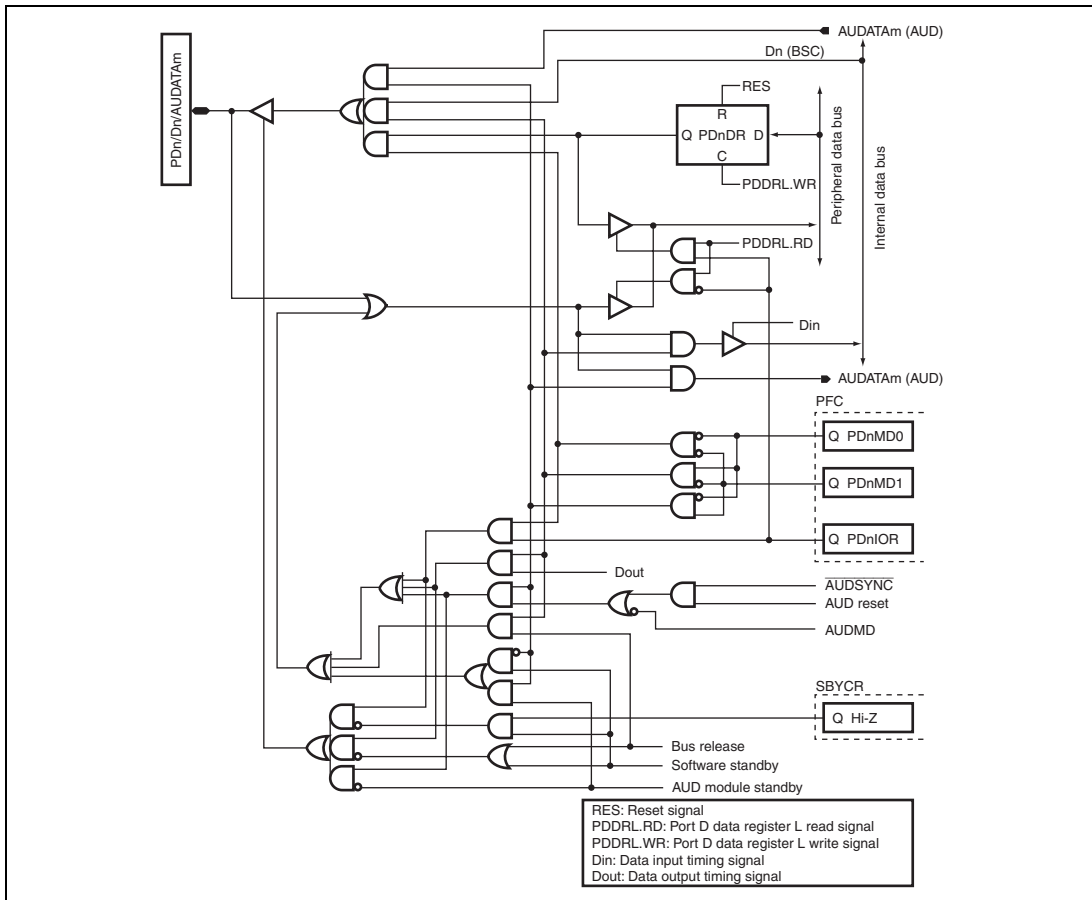 AUDATAm (AUD)
Dn (BSC)
PDn/Dn/AUDATAm
RES
R
Q PDnDR D
C
PDDRL.WR
Peripheral data bus
Internal data bus
PDDRL.RD
Din
AUDATAm (AUD)
PFC
Q PDnMD0
Q PDnMD1
Q PDnIOR
Dout
AUDSYNC
AUD reset
AUDMD
SBYCR
Q Hi-Z
Bus release
Software standby
AUD module standby
RES: Reset signal
PDDRL.RD: Port D data register L read signal
PDDRL.WR: Port D data register L write signal
Din: Data input timing signal
Dout: Data output timing signal